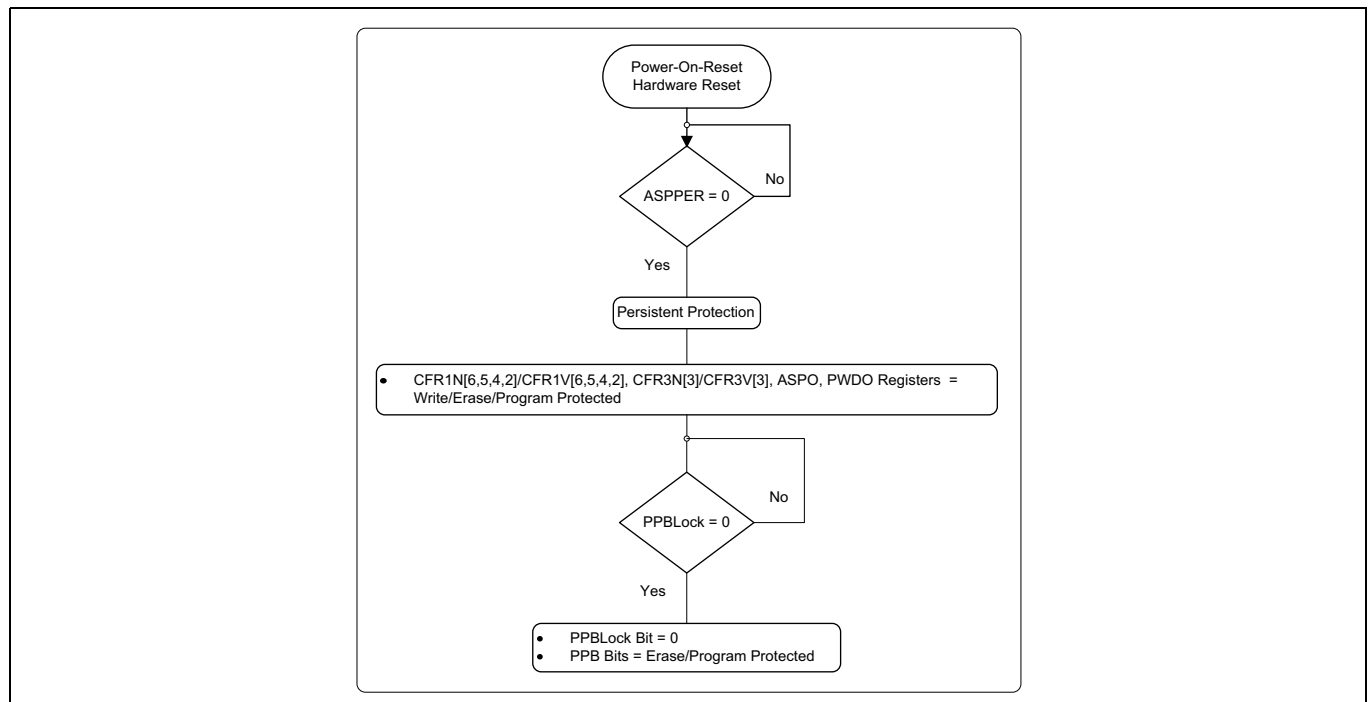 Power-On-Reset
Hardware Reset
No
ASPPER = 0
Yes
Persistent Protection
• CFR1N[6,5,4,2]/CFR1V[6,5,4,2], CFR3N[3]/CFR3V[3], ASPO, PWDO Registers =
Write/Erase/Program Protected
No
PPBLock = 0
Yes
• PPBLock Bit = 0
• PPB Bits = Erase/Program Protected